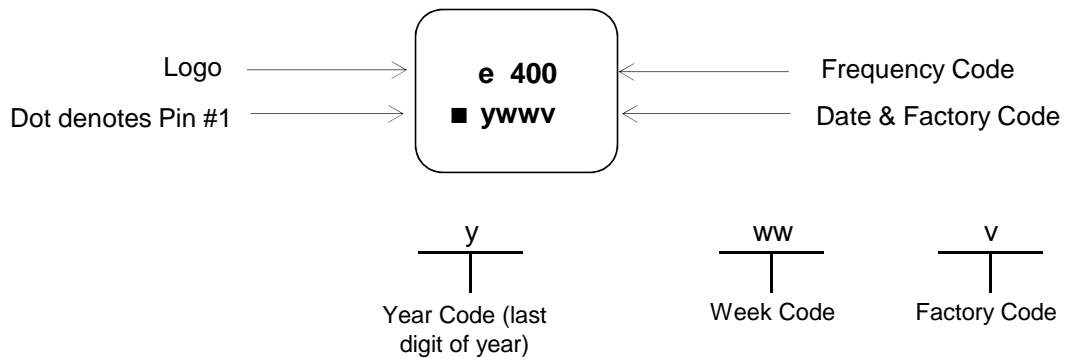 Logo
e 400
Frequency Code
Dot denotes Pin #1
■ ywwv
Date & Factory Code
y
ww
v
Year Code (last
digit of year)
Week Code
Factory Code